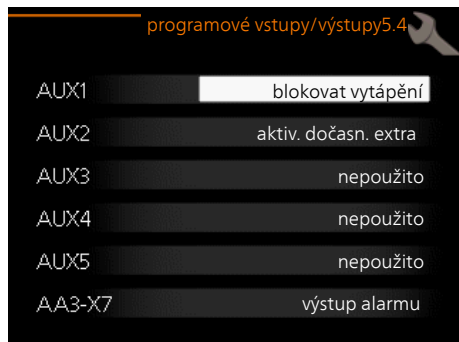 programové vstupy/výstupy5.4
AUX1 blokovat vytápění
AUX2 aktiv. dočasn. extra
AUX3 nepoužito
AUX4 nepoužito
AUX5 nepoužito
AA3-X7 výstup alarmu